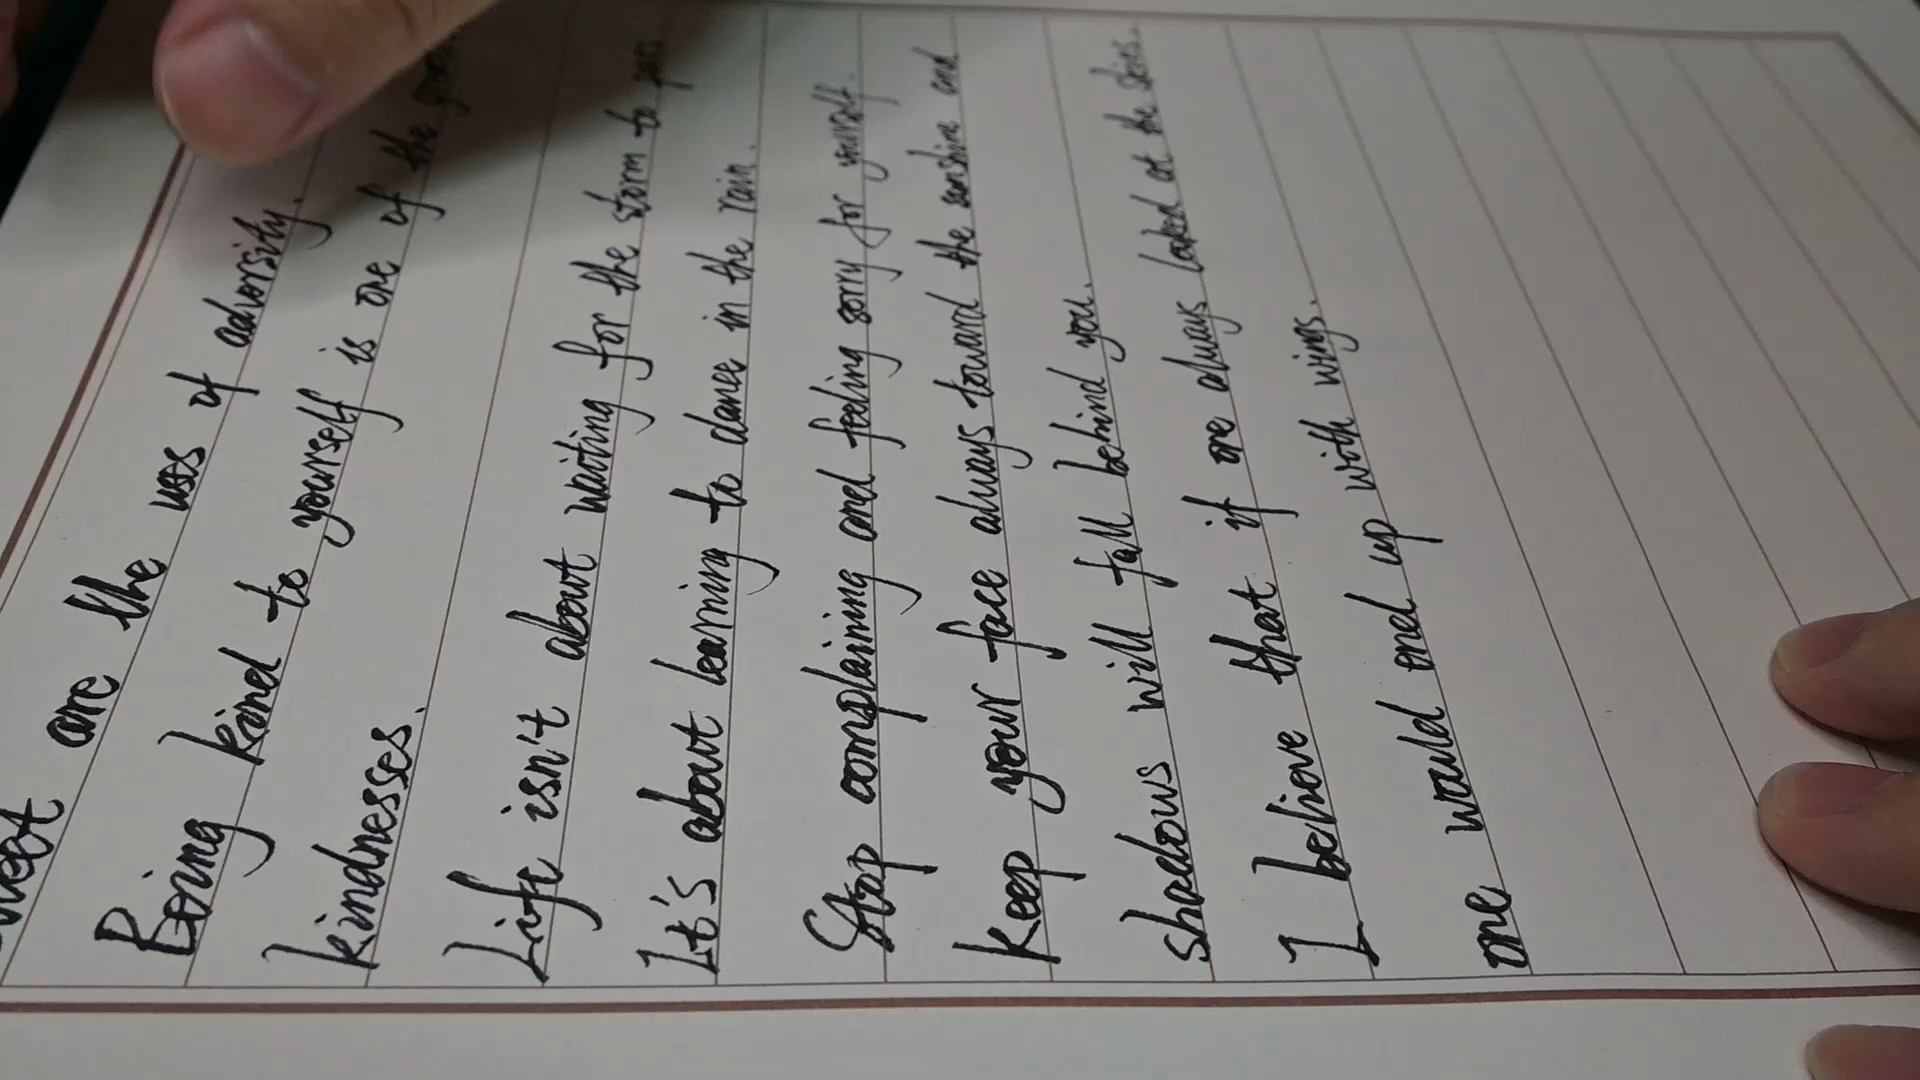 are the uses of adversity.
Being kind to yourself is one of the
kindnesses.
Life isn't about waiting for the storm to pass
It's about learning to dance in the rain.
Stop complaining and feeling sorry for yourself.
Keep your face always toward the sunshine and
shadows will fall behind you.
I believe that if one always looked at the skies.
one would end up with wings.